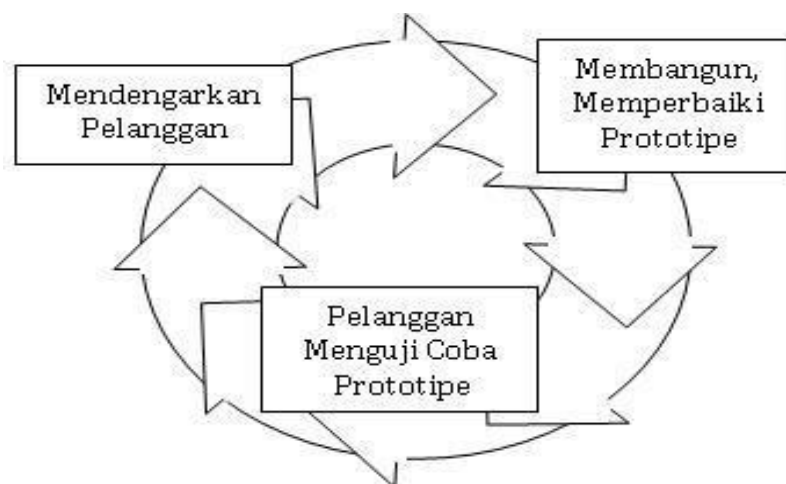 Mendengarkan
Pelanggan
Membangun,
Memperbaiki
Prototipe
Pelanggan
Menguji Coba
Prototipe